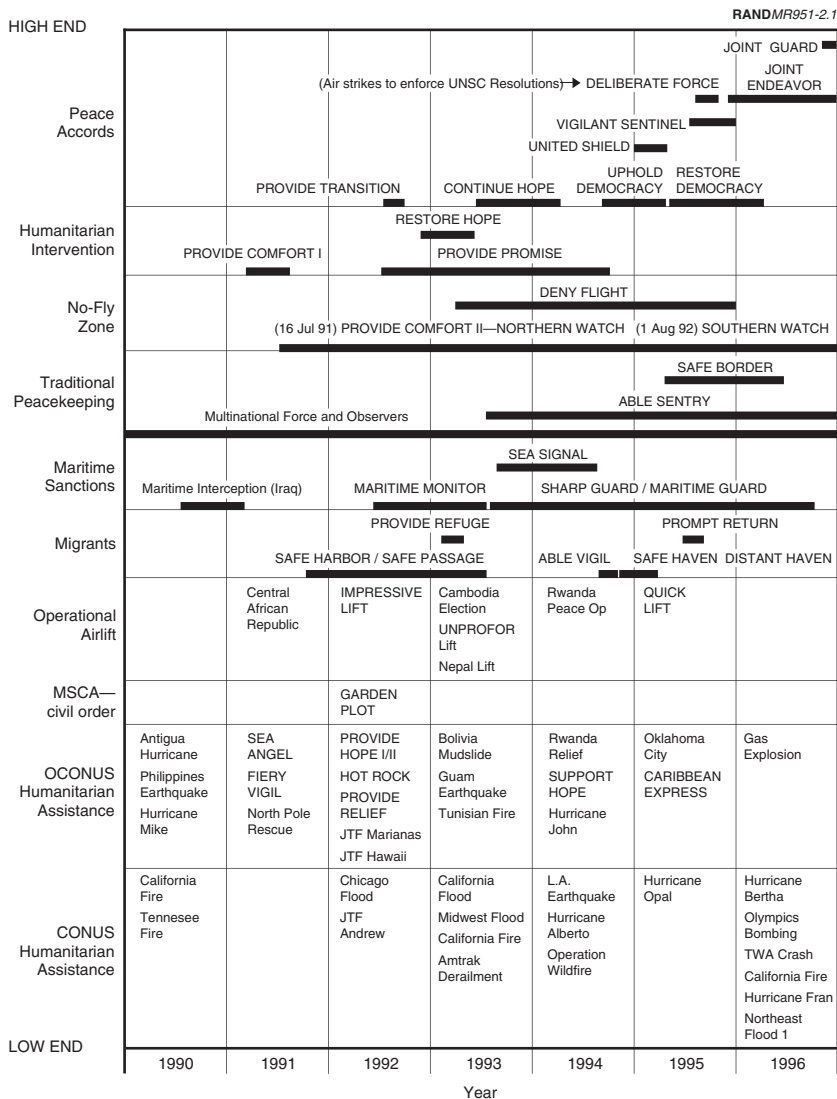 RANDMR951-2.1
HIGH END
JOINT GUARD
JOINT
ENDEAVOR
(Air strikes to enforce UNSC Resolutions) DELIBERATE FORCE
Peace
Accords
VIGILANT SENTINEL
UNITED SHIELD
UPHOLD
DEMOCRACY
RESTORE
DEMOCRACY
PROVIDE TRANSITION
CONTINUE HOPE
Humanitarian
Intervention
RESTORE HOPE
PROVIDE COMFORT I
PROVIDE PROMISE
No-Fly
Zone
DENY FLIGHT
(16 Jul 91) PROVIDE COMFORT II—NORTHERN WATCH (1 Aug 92) SOUTHERN WATCH
Traditional
Peacekeeping
SAFE BORDER
ABLE SENTRY
Multinational Force and Observers
Maritime
Sanctions
SEA SIGNAL
Maritime Interception (Iraq)
MARITIME MONITOR
SHARP GUARD / MARITIME GUARD
Migrants
PROVIDE REFUGE
PROMPT RETURN
SAFE HARBOR / SAFE PASSAGE
ABLE VIGIL
SAFE HAVEN
DISTANT HAVEN
Operational
Airlift
Central
African
Republic
IMPRESSIVE
LIFT
Cambodia
Election
UNPROFOR
Lift
Nepal Lift
Rwanda
Peace Op
QUICK
LIFT
MSCA—
civil order
GARDEN
PLOT
OCONUS
Humanitarian
Assistance
Antigua
Hurricane
Philippines
Earthquake
Hurricane
Mike
SEA
ANGEL
FIERY
VIGIL
North Pole
Rescue
PROVIDE
HOPE I/II
HOT ROCK
PROVIDE
RELIEF
JTF Marianas
JTF Hawaii
Bolivia
Mudslide
Guam
Earthquake
Tunisian Fire
Rwanda
Relief
SUPPORT
HOPE
Hurricane
John
Oklahoma
City
CARIBBEAN
EXPRESS
Gas
Explosion
CONUS
Humanitarian
Assistance
California
Fire
Tennesee
Fire
Chicago
Flood
JTF
Andrew
California
Flood
Midwest Flood
California Fire
Amtrak
Derailment
L.A.
Earthquake
Hurricane
Alberto
Operation
Wildfire
Hurricane
Opal
Hurricane
Bertha
Olympics
Bombing
TWA Crash
California Fire
Hurricane Fran
Northeast
Flood 1
LOW END
1990 1991 1992 1993 1994 1995 1996
Year